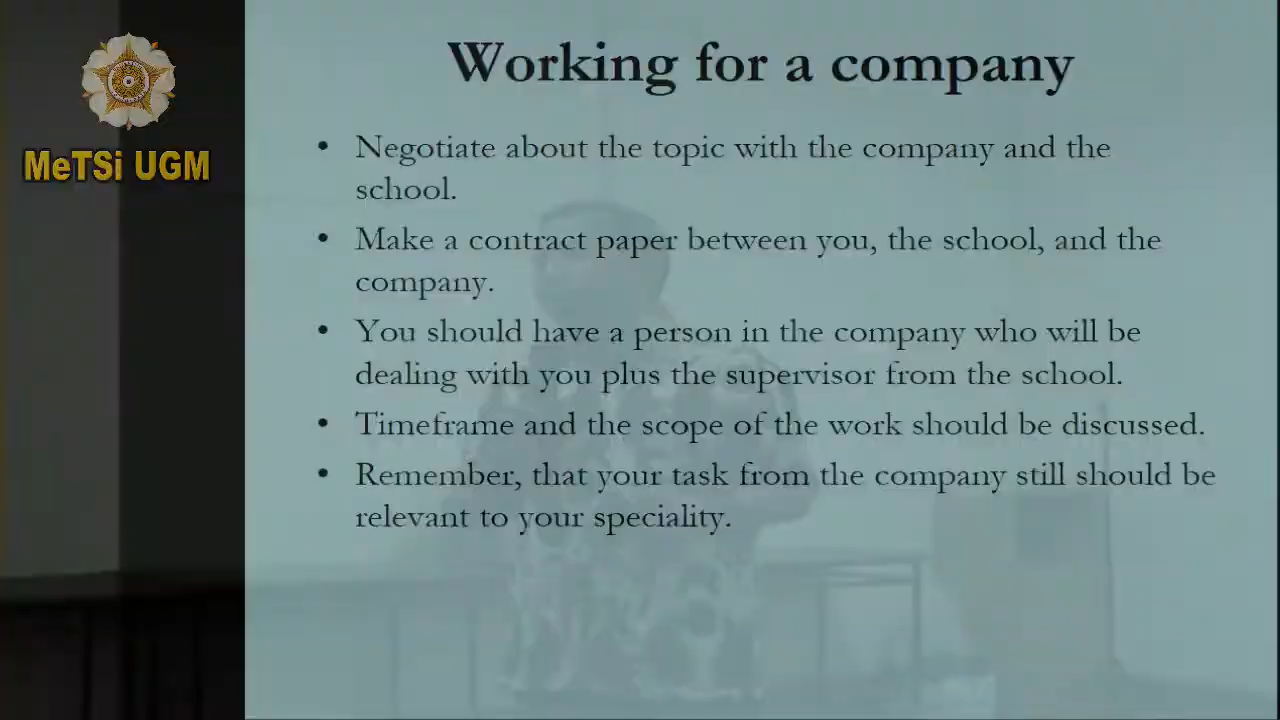 MeTSi UGM
Working for a company
• Negotiate about the topic with the company and the
school.
• Make a contract paper between you, the school, and the
company.
• You should have a person in the company who will be
dealing with you plus the supervisor from the school.
• Timeframe and the scope of the work should be discussed.
• Remember, that your task from the company still should be
relevant to your speciality.